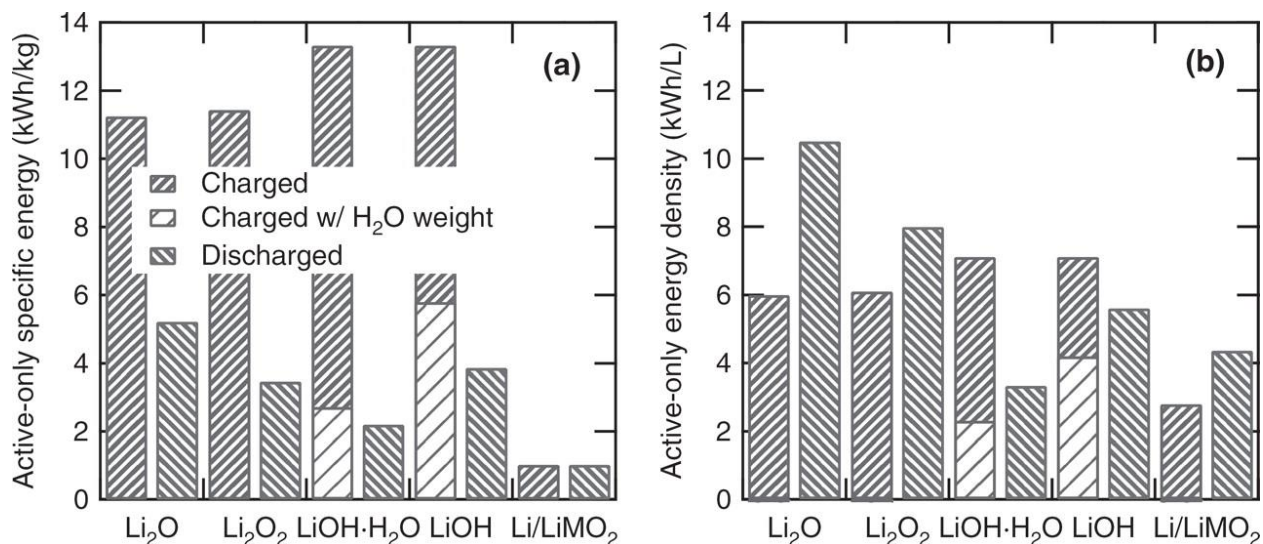 Active-only specific energy (kWh/kg)
14
12
10
8
6
4
2
0
(a)
Charged
Charged w/ H₂O weight
Discharged
Li₂O
Li₂O₂
LiOH·H₂O
LiOH
Li/LiMO₂
Active-only energy density (kWh/L)
14
12
10
8
6
4
2
0
(b)
Li₂O
Li₂O₂
LiOH·H₂O
LiOH
Li/LiMO₂